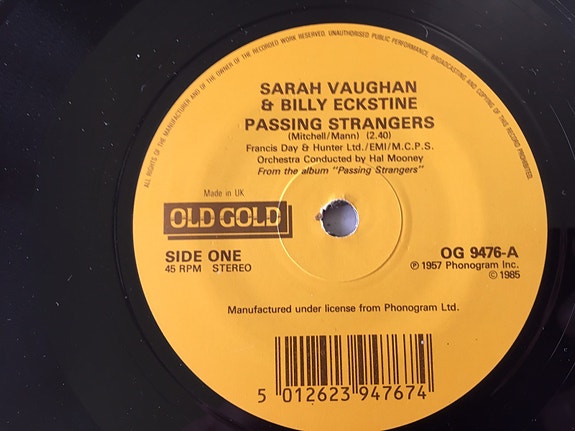 ALL RIGHTS OF THE MANUFACTURER AND OF THE OWNER OF THE RECORDED WORK RESERVED. UNAUTHORISED PUBLIC PERFORMANCE, BROADCASTING AND COPYING OF THIS RECORD PROHIBITED.
SARAH VAUGHAN
& BILLY ECKSTINE
PASSING STRANGERS
(Mitchell/Mann) (2.40)
Francis Day & Hunter Ltd./EMI/M.C.P.S.
Orchestra Conducted by Hal Mooney
From the album "Passing Strangers"
Made in UK
OLD GOLD
SIDE ONE
45 RPM STEREO
OG 9476-A
℗ 1957 Phonogram Inc.
© 1985
Manufactured under license from Phonogram Ltd.
5 012623 947674